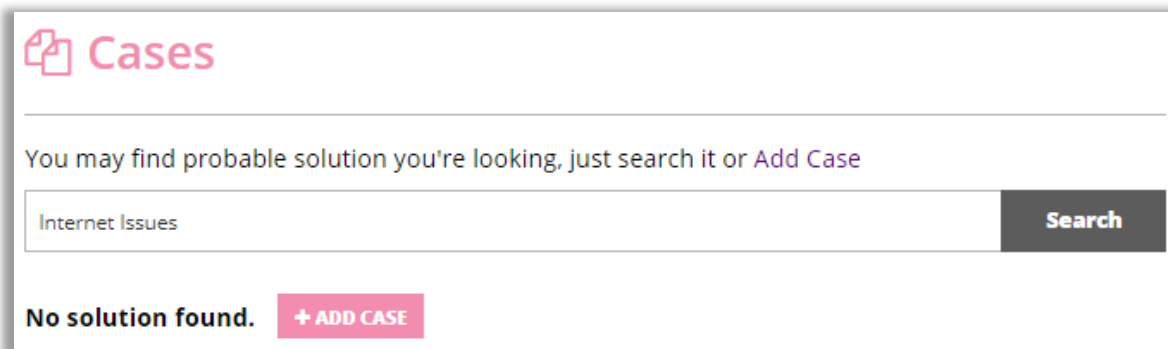 Cases
You may find probable solution you're looking, just search it or Add Case
Internet Issues Search
No solution found. + ADD CASE